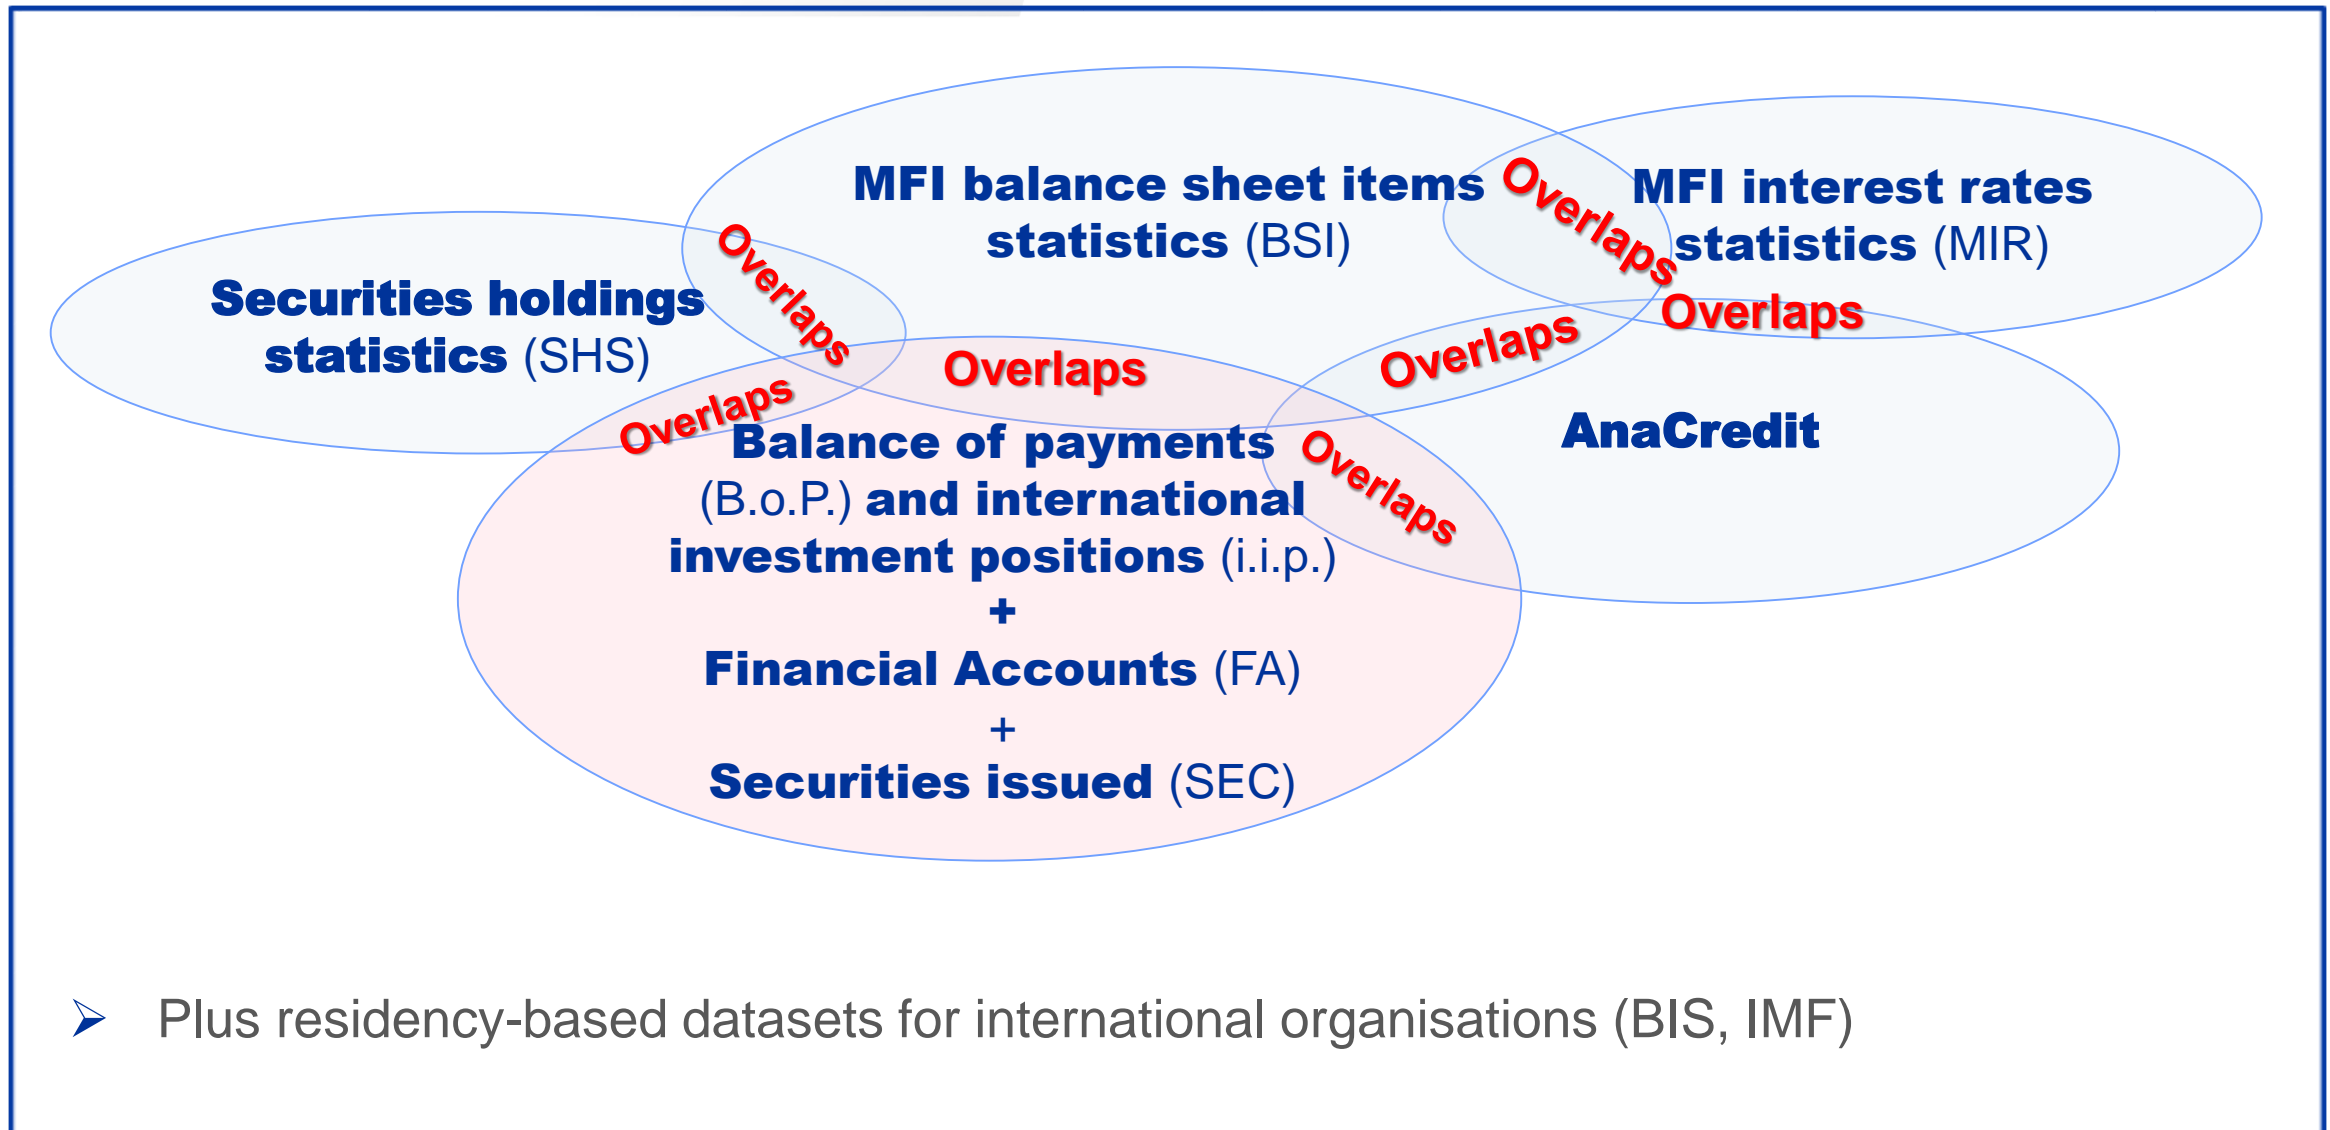 MFI balance sheet items
statistics (BSI)
Overlaps
MFI interest rates
statistics (MIR)
Securities holdings
statistics (SHS)
Overlaps
Overlaps
Overlaps
Overlaps
Overlaps
AnaCredit
Balance of payments
(B.o.P.) and international
investment positions (i.i.p.)
+
Financial Accounts (FA)
+
Securities issued (SEC)
Overlaps
➢ Plus residency-based datasets for international organisations (BIS, IMF)